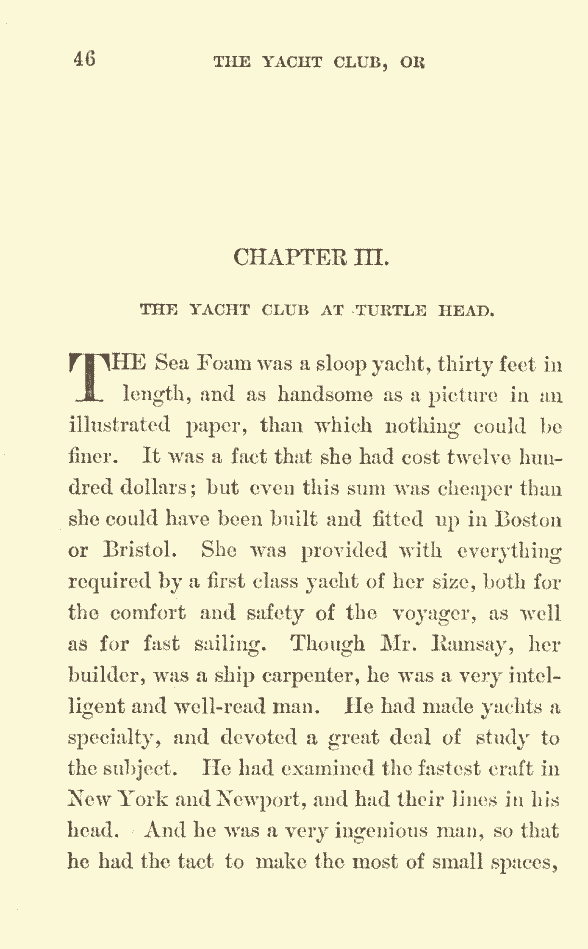 46
THE YACHT CLUB, OR
CHAPTER III.
THE YACHT CLUB AT TURTLE HEAD.
THE Sea Foam was a sloop yacht, thirty feet in
length, and as handsome as a picture in an
illustrated paper, than which nothing could be
finer. It was a fact that she had cost twelve hun-
dred dollars; but even this sum was cheaper than
she could have been built and fitted up in Boston
or Bristol. She was provided with everything
required by a first class yacht of her size, both for
the comfort and safety of the voyager, as well
as for fast sailing. Though Mr. Ramsay, her
builder, was a ship carpenter, he was a very intel-
ligent and well-read man. He had made yachts a
specialty, and devoted a great deal of study to
the subject. He had examined the fastest craft in
New York and Newport, and had their lines in his
head. And he was a very ingenious man, so that
he had the tact to make the most of small spaces,